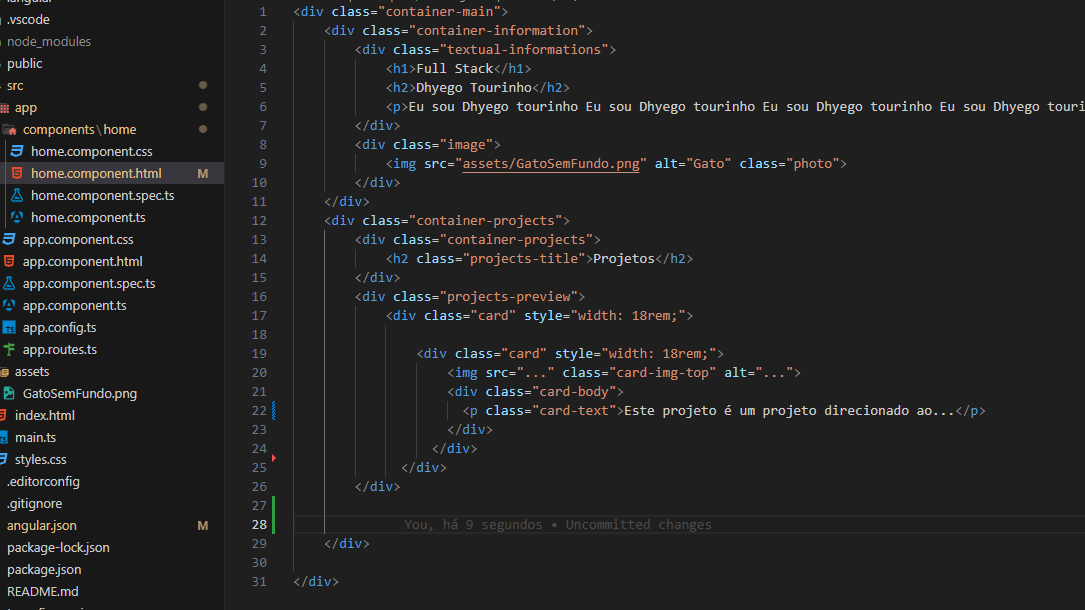 .vscode
node_modules
public
src
app
components\home
home.component.css
home.component.html M
home.component.spec.ts
home.component.ts
app.component.css
app.component.html
app.component.spec.ts
app.component.ts
app.config.ts
app.routes.ts
assets
GatoSemFundo.png
index.html
main.ts
styles.css
.editorconfig
.gitignore
angular.json M
package-lock.json
package.json
README.md
1 <div class="container-main">
2 <div class="container-information">
3 <div class="textual-informations">
4 <h1>Full Stack</h1>
5 <h2>Dhyego Tourinho</h2>
6 <p>Eu sou Dhyego tourinho Eu sou Dhyego tourinho Eu sou Dhyego tourinho Eu sou Dhyego touri
7 </div>
8 <div class="image">
9 <img src="assets/GatoSemFundo.png" alt="Gato" class="photo">
10 </div>
11 </div>
12 <div class="container-projects">
13 <div class="container-projects">
14 <h2 class="projects-title">Projetos</h2>
15 </div>
16 <div class="projects-preview">
17 <div class="card" style="width: 18rem;">
18
19 <div class="card" style="width: 18rem;">
20 <img src="..." class="card-img-top" alt="...">
21 <div class="card-body">
22 <p class="card-text">Este projeto é um projeto direcionado ao...</p>
23 </div>
24 </div>
25 </div>
26 </div>
27
28 You, há 9 segundos • Uncommitted changes
29 </div>
30
31 </div>